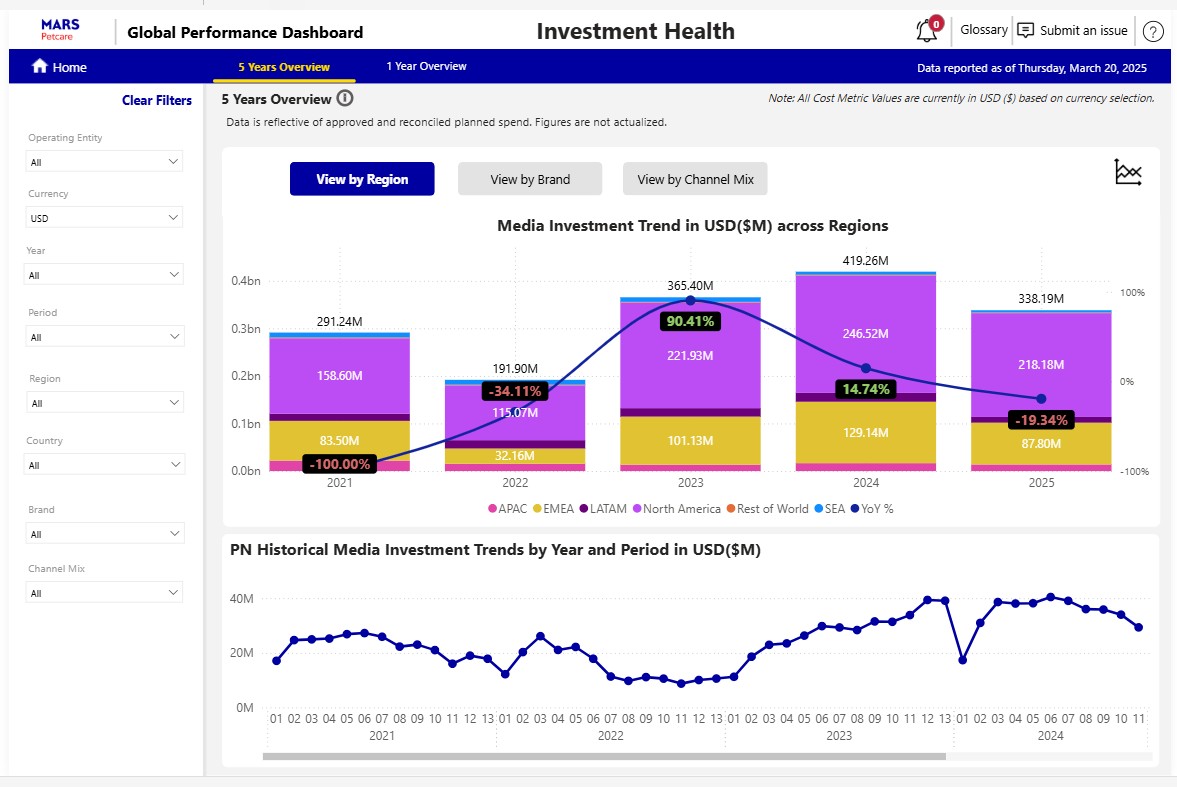 MARS
Petcare
Global Performance Dashboard
Investment Health
0
Glossary
Submit an issue
?
Home
5 Years Overview
1 Year Overview
Data reported as of Thursday, March 20, 2025
Clear Filters
Operating Entity
All
Currency
USD
Year
All
Period
All
Region
All
Country
All
Brand
All
Channel Mix
All
5 Years Overview
Note: All Cost Metric Values are currently in USD ($) based on currency selection.
Data is reflective of approved and reconciled planned spend. Figures are not actualized.
View by Region
View by Brand
View by Channel Mix
Media Investment Trend in USD($M) across Regions
0.4bn
0.3bn
0.2bn
0.1bn
0.0bn
291.24M
158.60M
83.50M
-100.00%
191.90M
-34.11%
115.07M
32.16M
365.40M
90.41%
221.93M
101.13M
419.26M
246.52M
14.74%
129.14M
338.19M
218.18M
-19.34%
87.80M
100%
0%
-100%
2021 2022 2023 2024 2025
APAC EMEA LATAM North America Rest of World SEA YoY %
PN Historical Media Investment Trends by Year and Period in USD($M)
40M
20M
0M
01 02 03 04 05 06 07 08 09 10 11 12 13 01 02 03 04 05 06 07 08 09 10 11 12 13 01 02 03 04 05 06 07 08 09 10 11 12 13 01 02 03 04 05 06 07 08 09 10 11
2021 2022 2023 2024